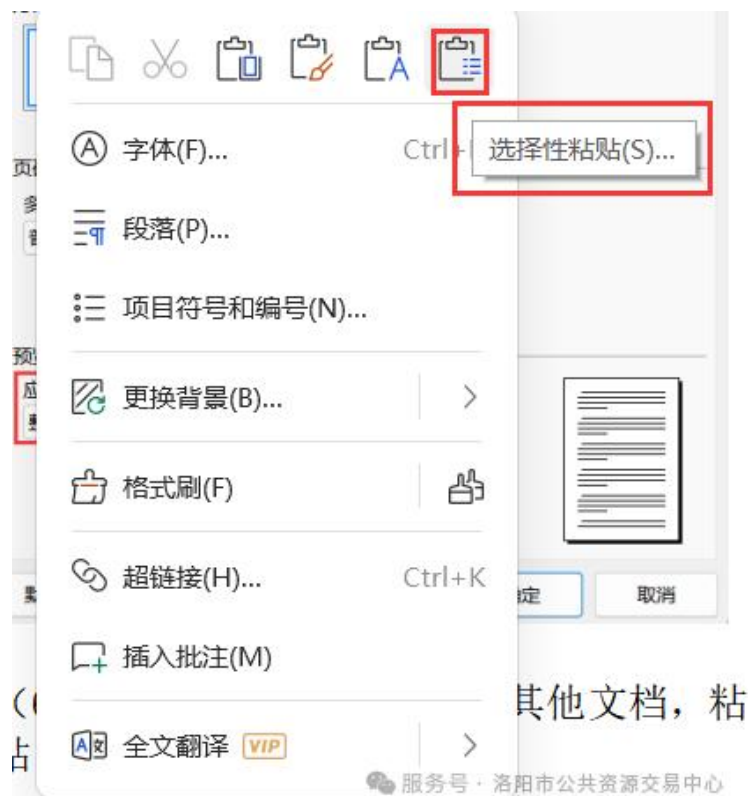 字体(F)...
Ctrl+
选择性粘贴(S)...
段落(P)...
项目符号和编号(N)...
更换背景(B)...
格式刷(F)
超链接(H)...
Ctrl+K
定
取消
插入批注(M)
其他文档，粘
全文翻译 VIP
服务号 · 洛阳市公共资源交易中心